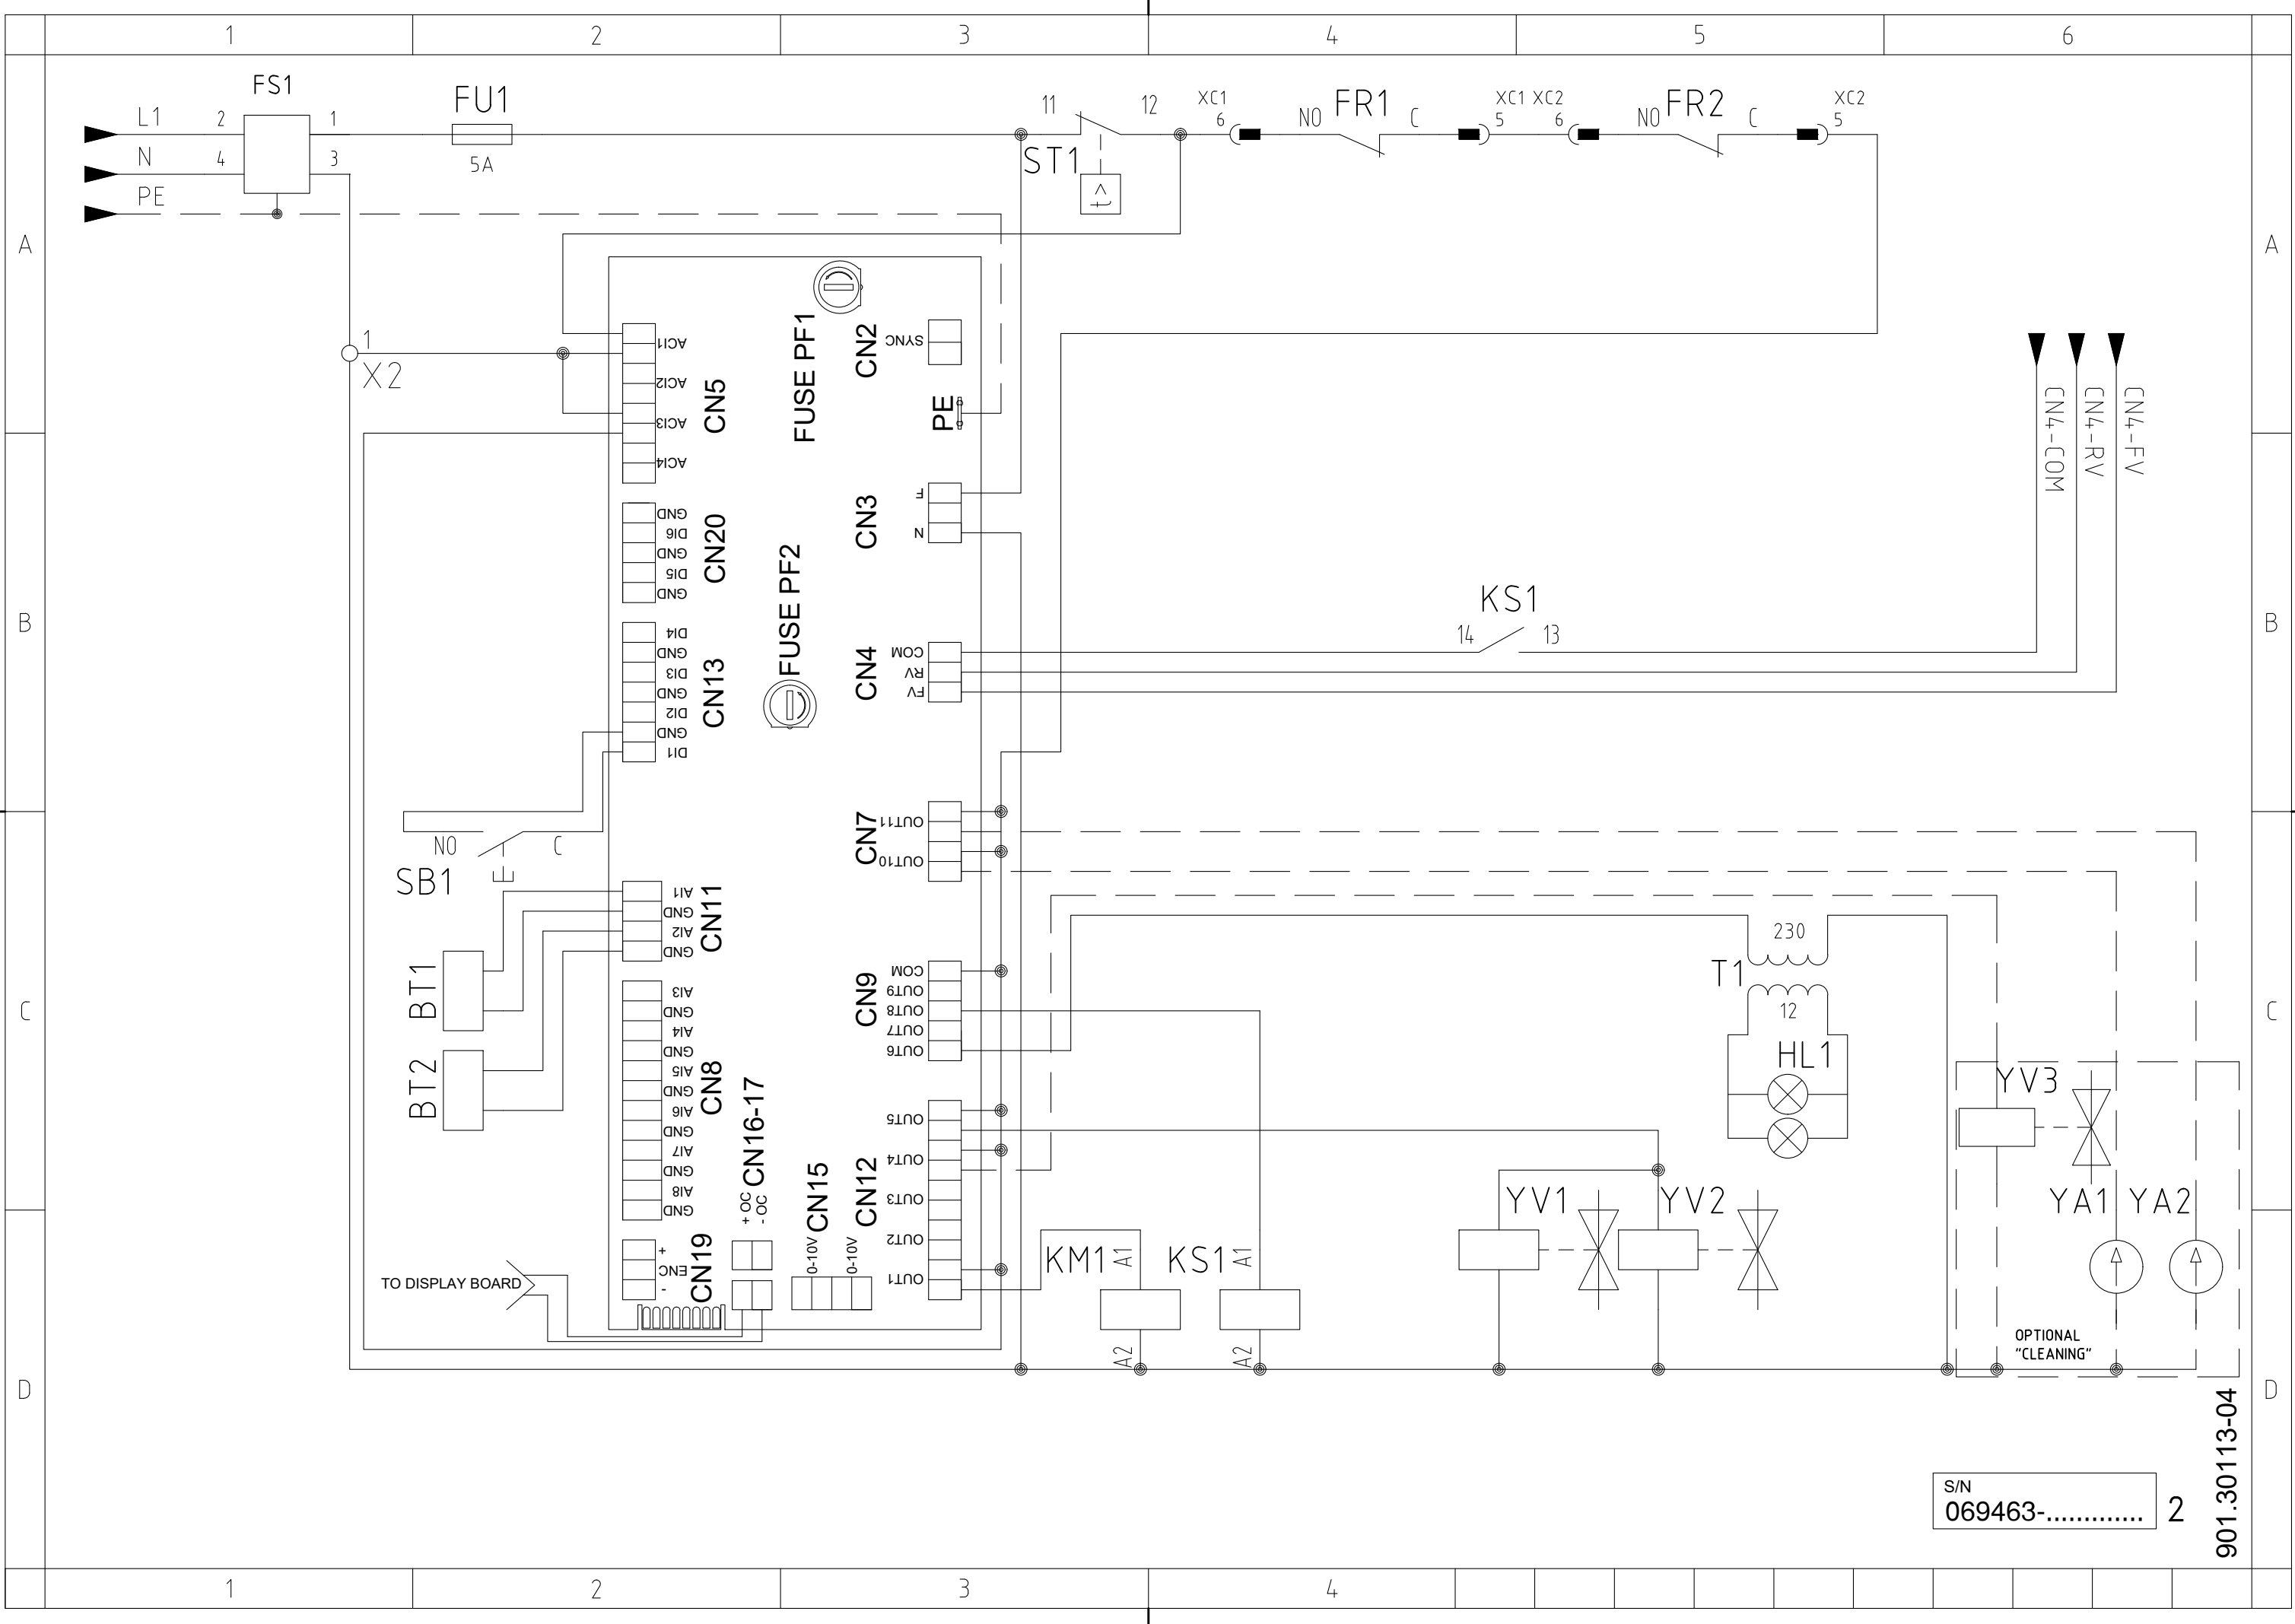 1 2 3 4 5 6
FS1
FU1
5A
L1 2 1
N 4 3
PE
11 12
ST1
t>
XC1
6
NO FR1 C
XC1 XC2
5 6
NO FR2 C
XC2
5
A A
1
X2
ACI1
ACI2
ACI3
ACI4
CN5
FUSE PF1
CN2
SYNC
PE
CN3
F
N
CN4-COM
CN4-RV
CN4-FV
GND
DI6
GND
DI5
GND
CN20
FUSE PF2
B B
DI4
GND
DI3
GND
DI2
GND
DI1
CN13
CN4
COM
RV
FV
KS1
14 13
NO C
SB1
CN7
OUT11
OUT10
AI1
GND
AI2
GND
CN11
BT1
BT2
C C
AI3
GND
AI4
GND
AI5
GND
AI6
GND
AI7
GND
AI8
GND
CN8
CN9
COM
OUT9
OUT8
OUT7
OUT6
230
T1
12
HL1
YV3
CN16-17
+ OC
- OC
CN15
0-10V
0-10V
CN12
OUT5
OUT4
OUT3
OUT2
OUT1
+
ENC
-
CN19
TO DISPLAY BOARD
KM1 A1
A2
KS1 A1
A2
YV1 YV2
YA1 YA2
OPTIONAL
"CLEANING"
D D
901.30113-04
S/N
069463-.............
2
1 2 3 4